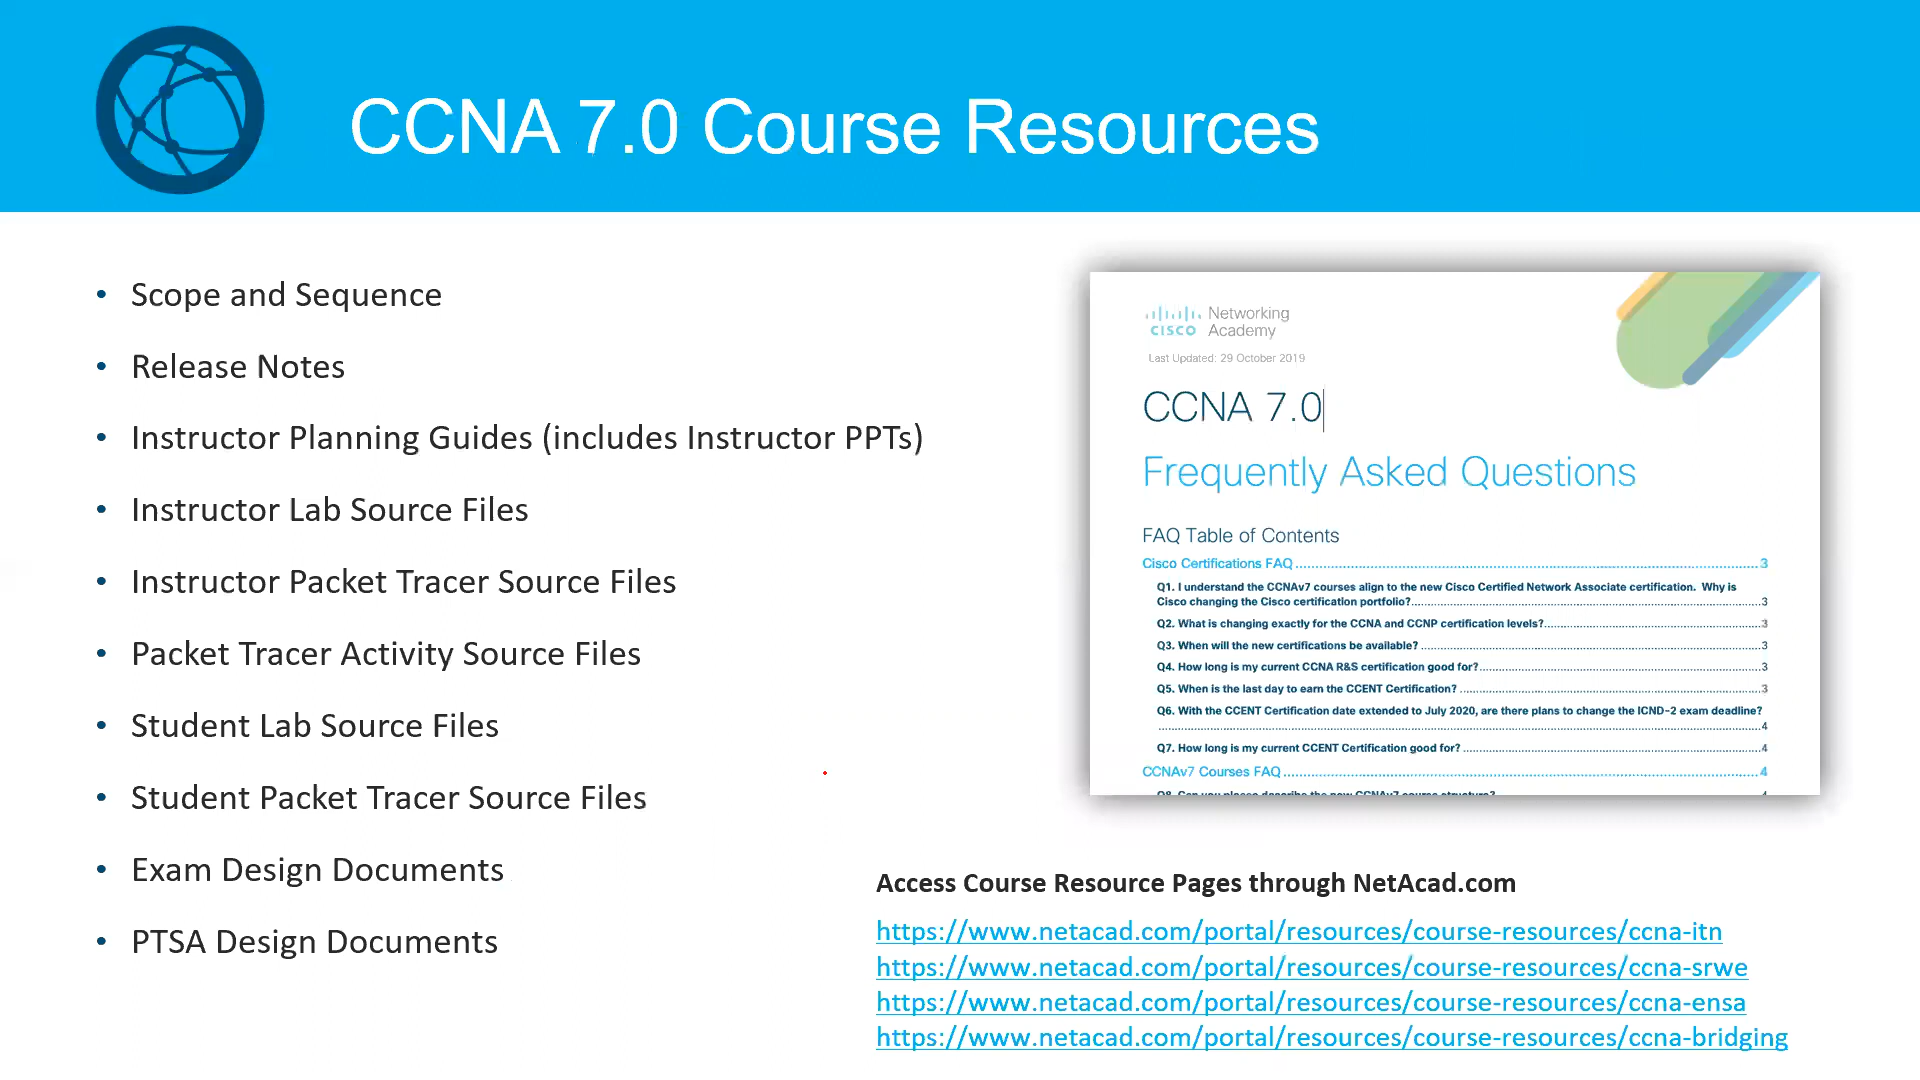 CCNA 7.0 Course Resources
• Scope and Sequence
• Release Notes
• Instructor Planning Guides (includes Instructor PPTs)
• Instructor Lab Source Files
• Instructor Packet Tracer Source Files
• Packet Tracer Activity Source Files
• Student Lab Source Files
• Student Packet Tracer Source Files
• Exam Design Documents
• PTSA Design Documents
CISCO Networking Academy
Last Updated: 29 October 2019
CCNA 7.0
Frequently Asked Questions
FAQ Table of Contents
Cisco Certifications FAQ 3
Q1. I understand the CCNAv7 courses align to the new Cisco Certified Network Associate certification. Why is
Cisco changing the Cisco certification portfolio? 3
Q2. What is changing exactly for the CCNA and CCNP certification levels? 3
Q3. When will the new certifications be available? 3
Q4. How long is my current CCNA R&S certification good for? 3
Q5. When is the last day to earn the CCENT Certification? 3
Q6. With the CCENT Certification date extended to July 2020, are there plans to change the ICND-2 exam deadline?
4
Q7. How long is my current CCENT Certification good for? 4
CCNAv7 Courses FAQ 4
Q8. Can you please describe the new CCNAv7 course structure? 4
Access Course Resource Pages through NetAcad.com
https://www.netacad.com/portal/resources/course-resources/ccna-itn
https://www.netacad.com/portal/resources/course-resources/ccna-srwe
https://www.netacad.com/portal/resources/course-resources/ccna-ensa
https://www.netacad.com/portal/resources/course-resources/ccna-bridging